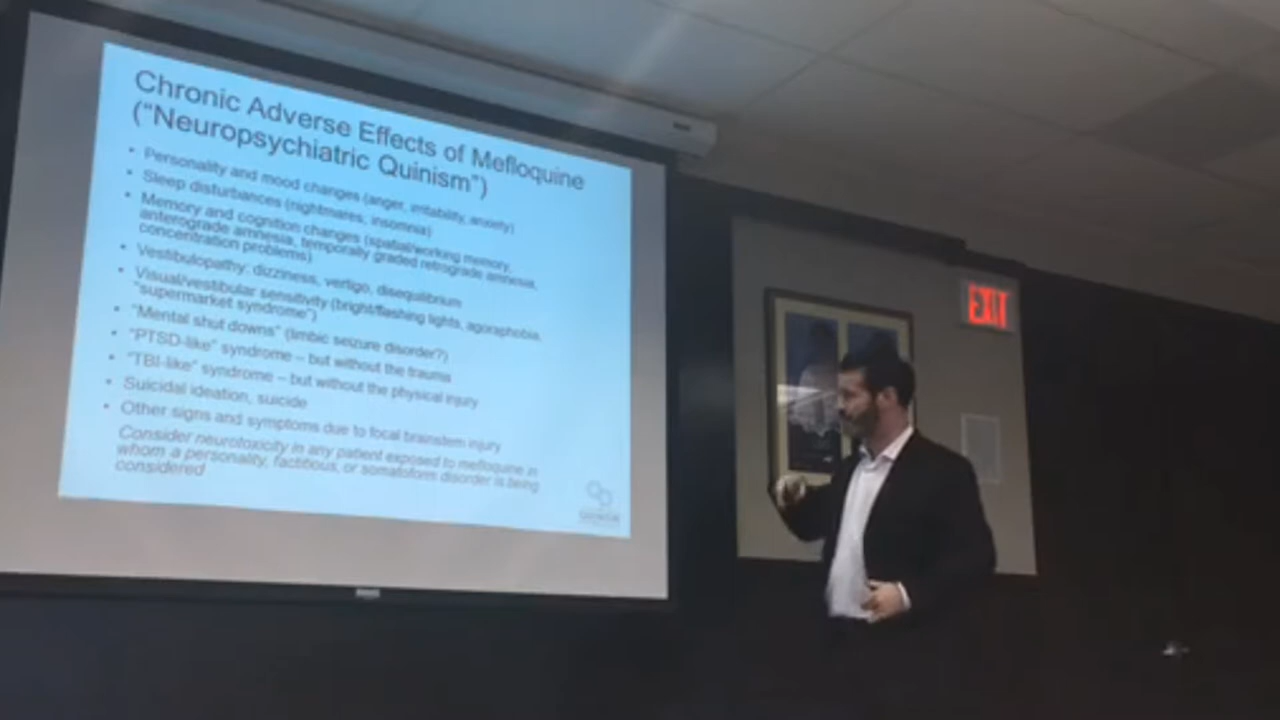 Chronic Adverse Effects of Mefloquine
("Neuropsychiatric Quinism")
• Personality and mood changes (anger, irritability, anxiety)
• Sleep disturbances (nightmares, insomnia)
• Memory and cognition changes (spatial/working memory,
anterograde amnesia, temporally graded retrograde amnesia,
concentration problems)
• Vestibulopathy: dizziness, vertigo, disequilibrium
• Visual/vestibular sensitivity (bright/flashing lights, agoraphobia,
"supermarket syndrome")
• "Mental shut downs" (limbic seizure disorder?)
• "PTSD-like" syndrome – but without the trauma
• "TBI-like" syndrome – but without the physical injury
• Suicidal ideation, suicide
• Other signs and symptoms due to focal brainstem injury
Consider neurotoxicity in any patient exposed to mefloquine in
whom a personality, factitious, or somatoform disorder is being
considered
EXIT